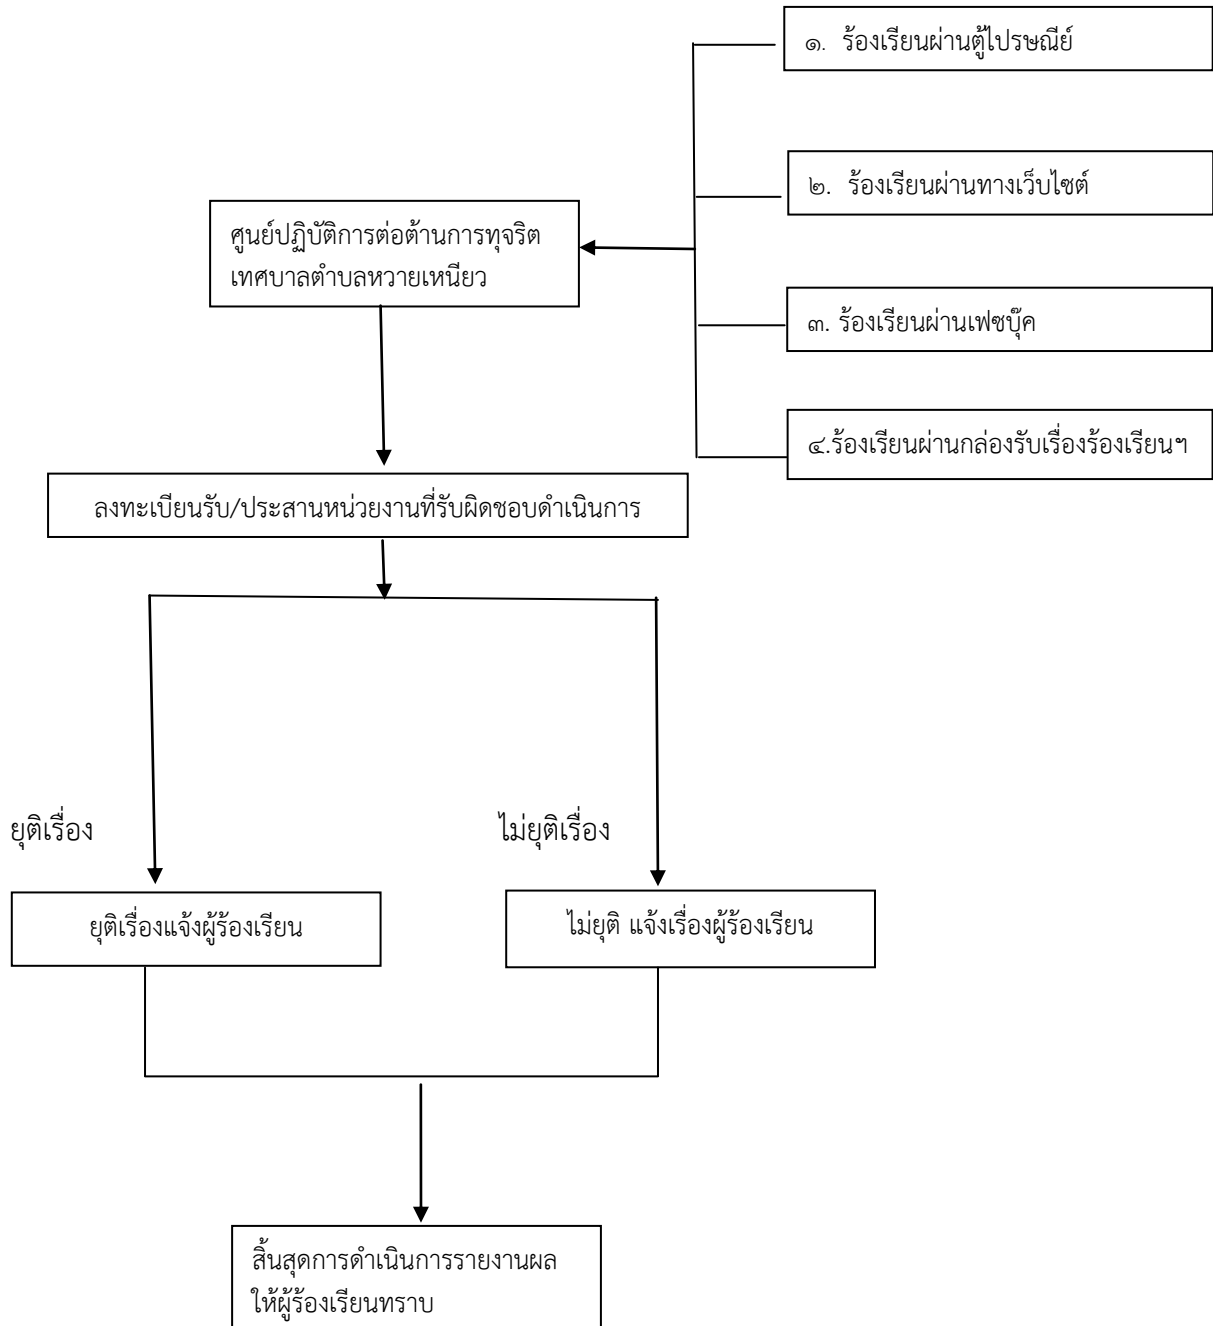 ๑. ร้องเรียนผ่านตู้ไปรษณีย์
๒. ร้องเรียนผ่านทางเว็บไซต์
ศูนย์ปฏิบัติการต่อต้านการทุจริต
เทศบาลตำบลหวายเหนียว
๓. ร้องเรียนผ่านเฟซบุ๊ค
๔.ร้องเรียนผ่านกล่องรับเรื่องร้องเรียนฯ
ลงทะเบียนรับ/ประสานหน่วยงานที่รับผิดชอบดำเนินการ
ยุติเรื่อง
ไม่ยุติเรื่อง
ยุติเรื่องแจ้งผู้ร้องเรียน
ไม่ยุติ แจ้งเรื่องผู้ร้องเรียน
สิ้นสุดการดำเนินการรายงานผล
ให้ผู้ร้องเรียนทราบ